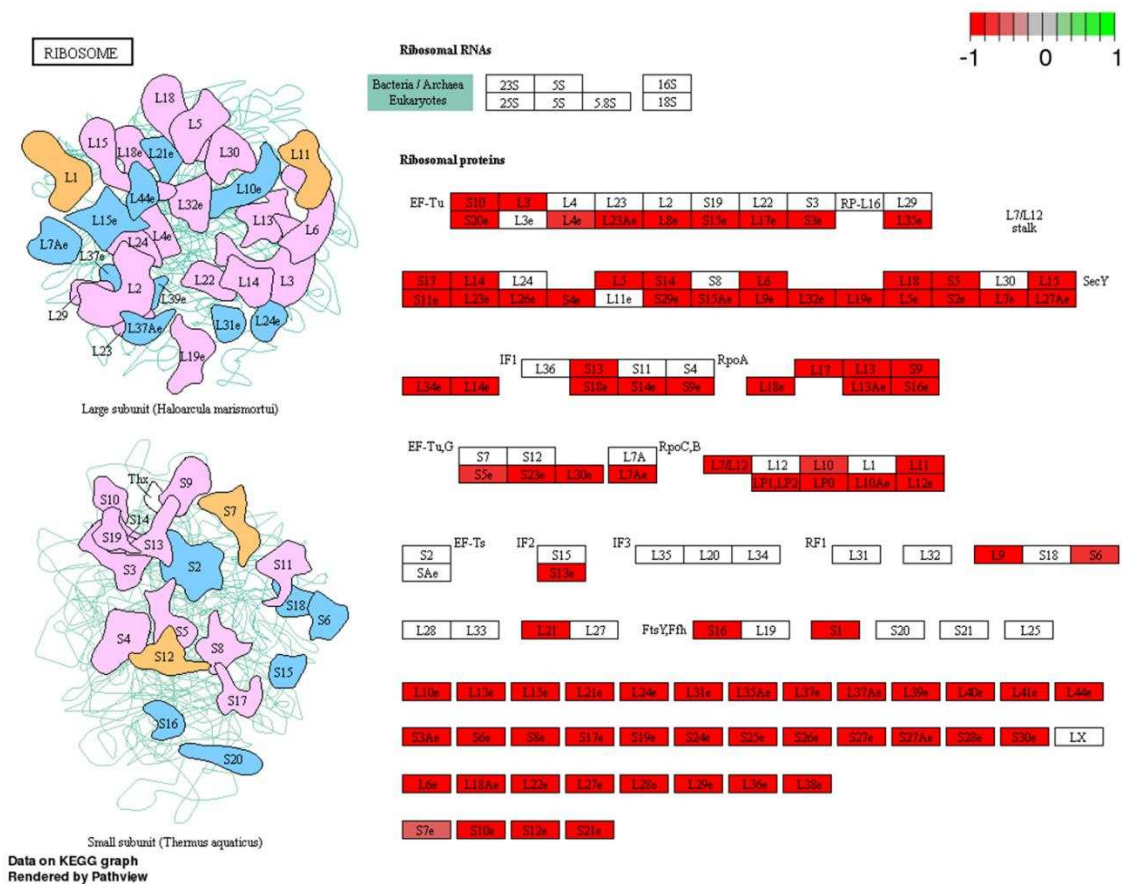 RIBOSOME
-1 0 1
Ribosomal RNAs
Bacteria / Archaea 23S 5S 16S
Eukaryotes 25S 5S 5.8S 18S
Ribosomal proteins
EF-Tu S10 L3 L4 L23 L2 S19 L22 S3 RP-L16 L29
S20e L3e L4e L23Ae L8e S15e L17e S3e L35e
L7/L12
stalk
S17 L14 L24 L5 S14 S8 L6 L18 S5 L30 L15 SecY
S11e L23e L26e S4e L11e S29e S15Ae L9e L32e L19e L5e S2e L7e L27Ae
IF1 L36 S13 S11 S4 RpoA L17 L13 S9
L34e L14e S18e S14e S9e L18e L13Ae S16e
EF-Tu,G S7 S12 L7A RpoC,B L7/L12 L12 L10 L1 L11
S5e S23e L30e L7Ae LP1,LP2 LP0 L10Ae L12e
S2 EF-Ts IF2 S15 IF3 L35 L20 L34 RF1 L31 L32 L9 S18 S6
SAe S13e
L28 L33 L21 L27 FtsY,Ffh S16 L19 S1 S20 S21 L25
L10e L13e L15e L21e L24e L31e L35Ae L37e L37Ae L39e L40e L41e L44e
S3Ae S6e S8e S17e S19e S24e S25e S26e S27e S27Ae S28e S30e LX
L6e L18Ae L22e L27e L28e L29e L36e L38e
S7e S10e S12e S21e
L18
L5
L15 L18e L21e L30 L11
L1 L44e L10e
L32e
L15e L13 L6
L7Ae L24 L4e
L37e
L2 L22 L14 L3
L39e
L29
L37Ae L31e L24e
L23
L19e
Large subunit (Haloarcula marismortui)
Thx S9
S10 S14 S7
S19 S13
S3 S2 S11
S18 S6
S4 S5 S8
S12
S15
S17
S16
S20
Small subunit (Thermus aquaticus)
Data on KEGG graph
Rendered by Pathview